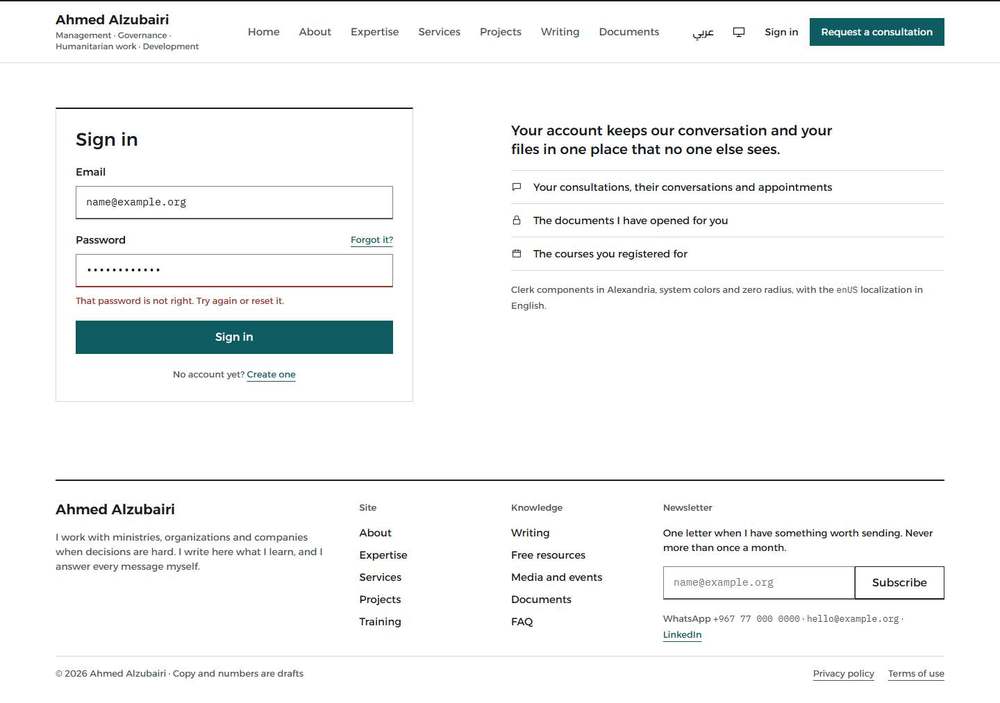 Ahmed Alzubairi
Management · Governance ·
Humanitarian work · Development
Home About Expertise Services Projects Writing Documents
عربي
Sign in
Request a consultation
Sign in
Email
name@example.org
Password Forgot it?
••••••••••••
That password is not right. Try again or reset it.
Sign in
No account yet? Create one
Your account keeps our conversation and your
files in one place that no one else sees.
Your consultations, their conversations and appointments
The documents I have opened for you
The courses you registered for
Clerk components in Alexandria, system colors and zero radius, with the enUS localization in
English.
Ahmed Alzubairi
I work with ministries, organizations and companies
when decisions are hard. I write here what I learn, and I
answer every message myself.
Site
About
Expertise
Services
Projects
Training
Knowledge
Writing
Free resources
Media and events
Documents
FAQ
Newsletter
One letter when I have something worth sending. Never
more than once a month.
name@example.org Subscribe
WhatsApp +967 77 000 0000 · hello@example.org ·
LinkedIn
© 2026 Ahmed Alzubairi · Copy and numbers are drafts
Privacy policy Terms of use